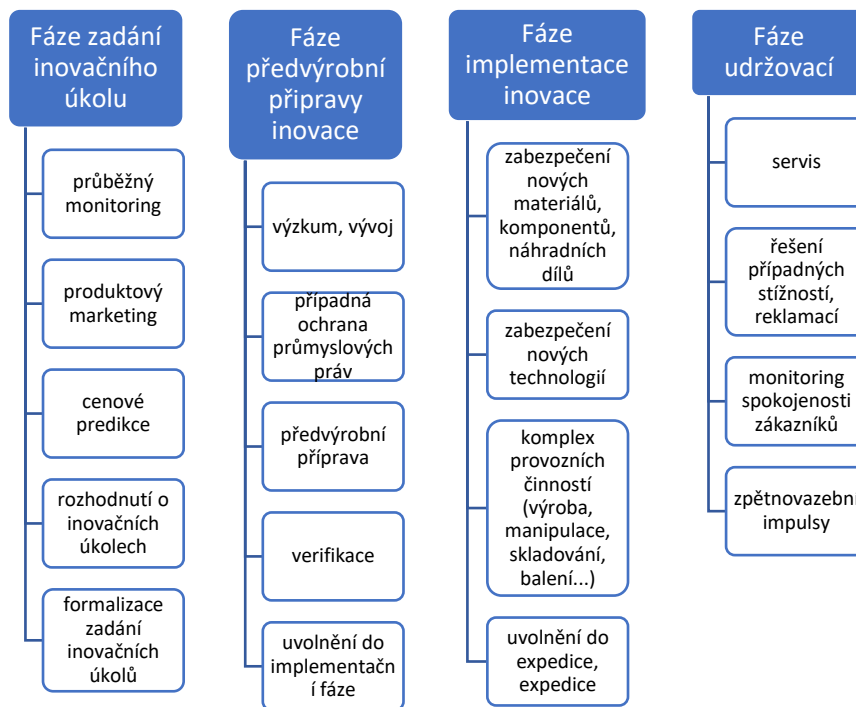 Fáze zadání
inovačního
úkolu
průběžný
monitoring
produktový
marketing
cenové
predikce
rozhodnutí o
inovačních
úkolech
formalizace
zadání
inovačních
úkolů
Fáze
předvýrobní
připravy
inovace
výzkum, vývoj
případná
ochrana
průmyslových
práv
předvýrobní
příprava
verifikace
uvolnění do
implementačn
í fáze
Fáze
implementace
inovace
zabezpečení
nových
materiálů,
komponentů,
náhradních
dílů
zabezpečení
nových
technologií
komplex
provozních
činností
(výroba,
manipulace,
skladování,
balení...)
uvolnění do
expedice,
expedice
Fáze
udržovací
servis
řešení
případných
stížností,
reklamací
monitoring
spokojenosti
zákazníků
zpětnovazební
impulsy